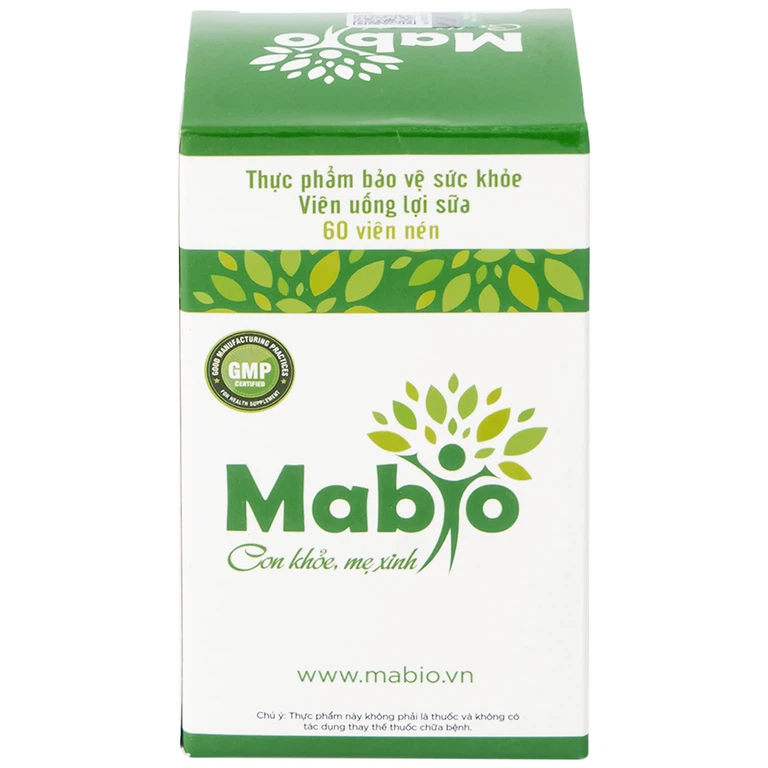 Mabio
Thực phẩm bảo vệ sức khỏe
Viên uống lợi sữa
60 viên nén
GOOD MANUFACTURING PRACTICES
GMP
CERTIFIED
FOR HEALTH SUPPLEMENT
Mabio
Con khỏe, mẹ xinh
www.mabio.vn
Chú ý: Thực phẩm này không phải là thuốc và không có
tác dụng thay thế thuốc chữa bệnh.